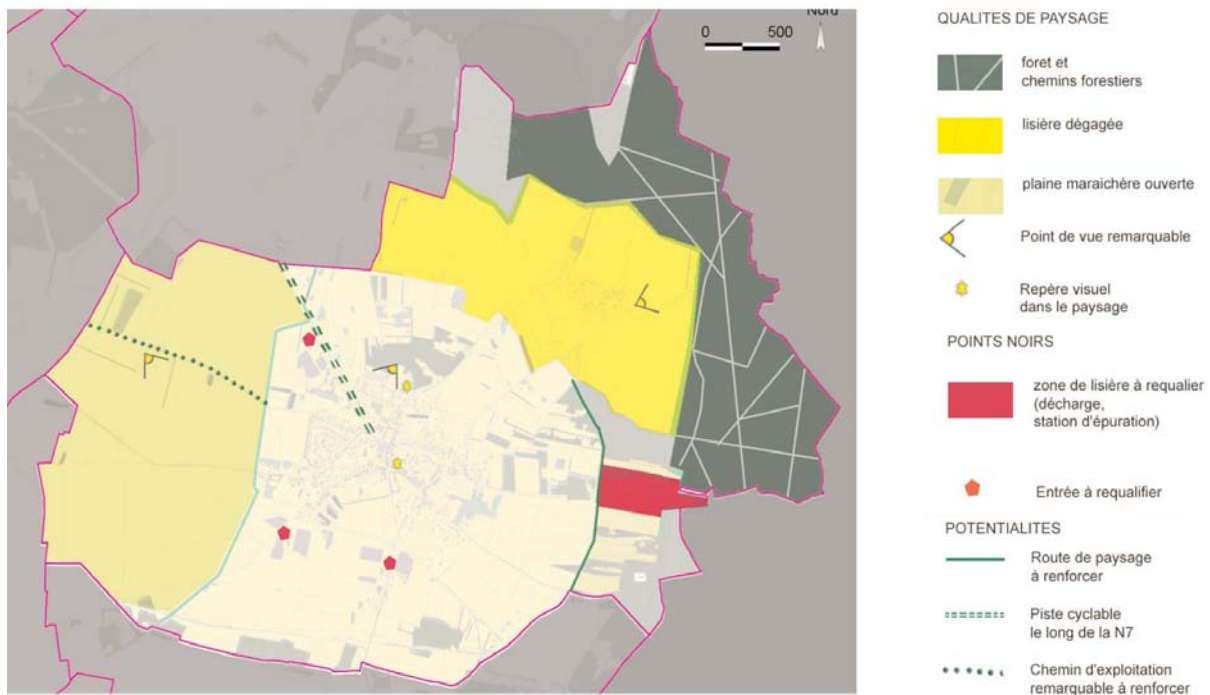 Nord
0 500
QUALITES DE PAYSAGE
foret et
chemins forestiers
lisière dégagée
plaine maraichère ouverte
Point de vue remarquable
Repère visuel
dans le paysage
POINTS NOIRS
zone de lisière à requalier
(décharge,
station d'épuration)
Entrée à requalifier
POTENTIALITES
Route de paysage
à renforcer
Piste cyclable
le long de la N7
Chemin d'exploitation
remarquable à renforcer